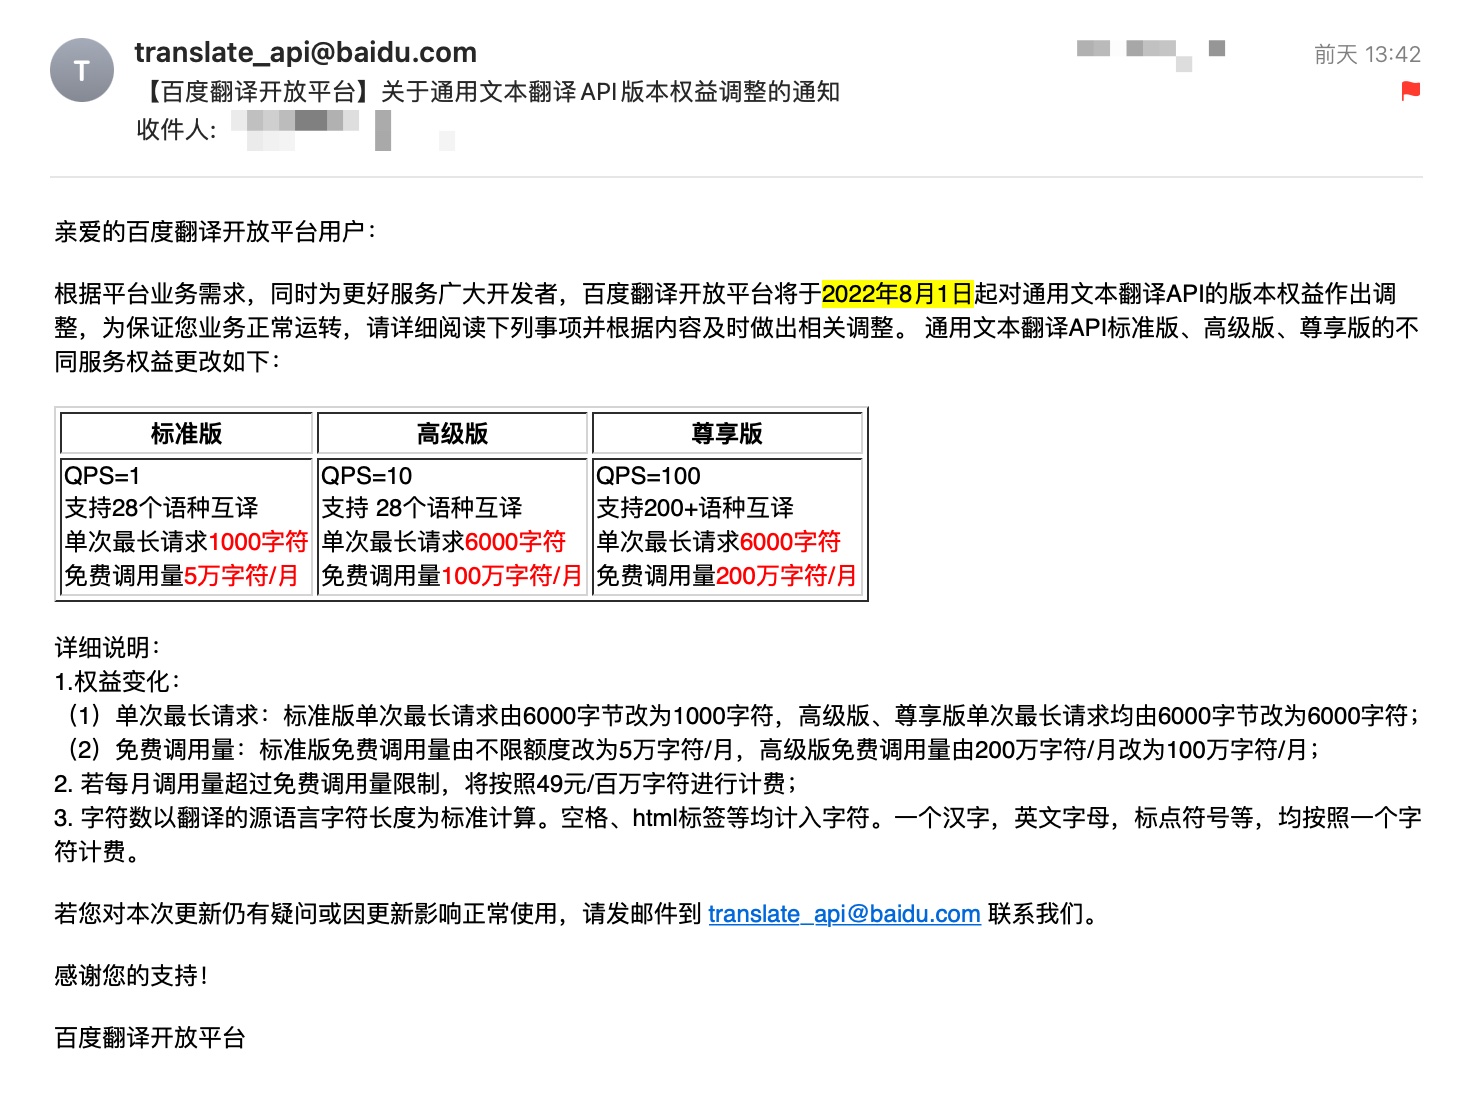 T
translate_api@baidu.com
前天 13:42
【百度翻译开放平台】关于通用文本翻译API版本权益调整的通知
收件人：
亲爱的百度翻译开放平台用户：
根据平台业务需求，同时为更好服务广大开发者，百度翻译开放平台将于2022年8月1日起对通用文本翻译API的版本权益作出调
整，为保证您业务正常运转，请详细阅读下列事项并根据内容及时做出相关调整。 通用文本翻译API标准版、高级版、尊享版的不
同服务权益更改如下：
标准版 高级版 尊享版
QPS=1 QPS=10 QPS=100
支持28个语种互译 支持 28个语种互译 支持200+语种互译
单次最长请求1000字符 单次最长请求6000字符 单次最长请求6000字符
免费调用量5万字符/月 免费调用量100万字符/月 免费调用量200万字符/月
详细说明：
1.权益变化：
（1）单次最长请求：标准版单次最长请求由6000字节改为1000字符，高级版、尊享版单次最长请求均由6000字节改为6000字符；
（2）免费调用量：标准版免费调用量由不限额度改为5万字符/月，高级版免费调用量由200万字符/月改为100万字符/月；
2. 若每月调用量超过免费调用量限制，将按照49元/百万字符进行计费；
3. 字符数以翻译的源语言字符长度为标准计算。空格、html标签等均计入字符。一个汉字，英文字母，标点符号等，均按照一个字
符计费。
若您对本次更新仍有疑问或因更新影响正常使用，请发邮件到 translate_api@baidu.com 联系我们。
感谢您的支持！
百度翻译开放平台